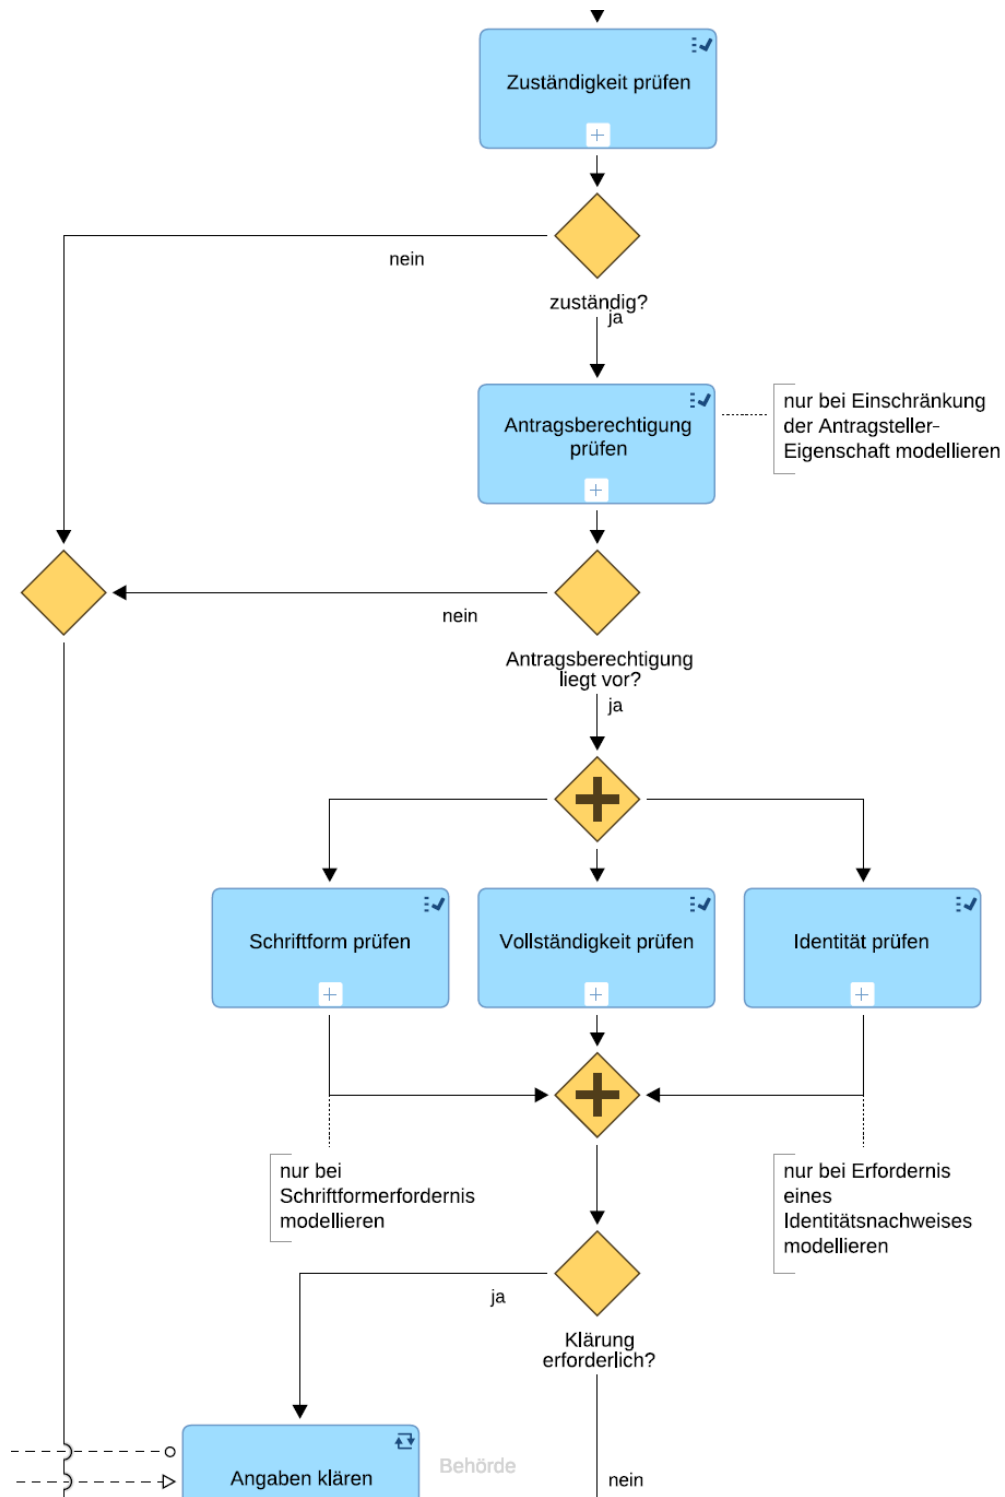 Zuständigkeit prüfen
nein
zuständig?
ja
Antragsberechtigung
prüfen
nur bei Einschränkung
der Antragsteller-
Eigenschaft modellieren
nein
Antragsberechtigung
liegt vor?
ja
Schriftform prüfen
Vollständigkeit prüfen
Identität prüfen
nur bei
Schriftformerfordernis
modellieren
nur bei Erfordernis
eines
Identitätsnachweises
modellieren
ja
Klärung
erforderlich?
Angaben klären
Behörde
nein